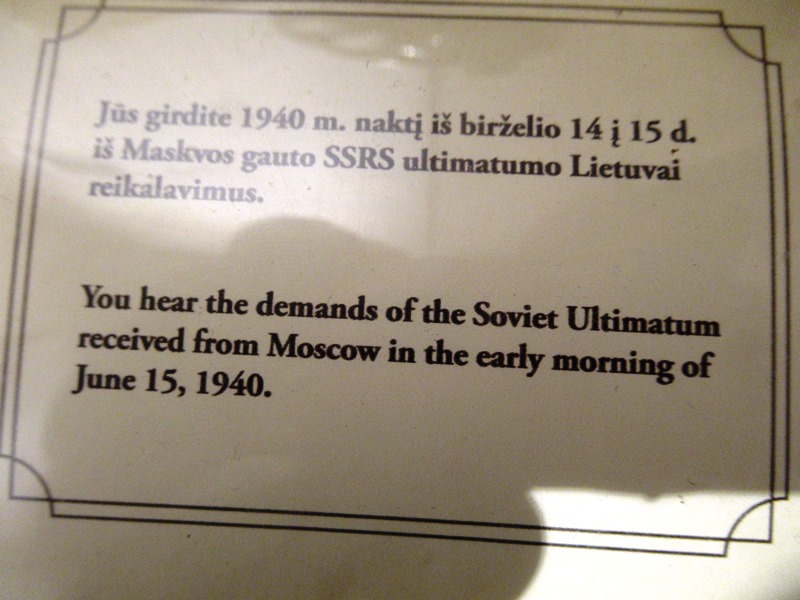 Jūs girdite 1940 m. naktį iš birželio 14 į 15 d.
iš Maskvos gauto SSRS ultimatumo Lietuvai
reikalavimus.
You hear the demands of the Soviet Ultimatum
received from Moscow in the early morning of
June 15, 1940.